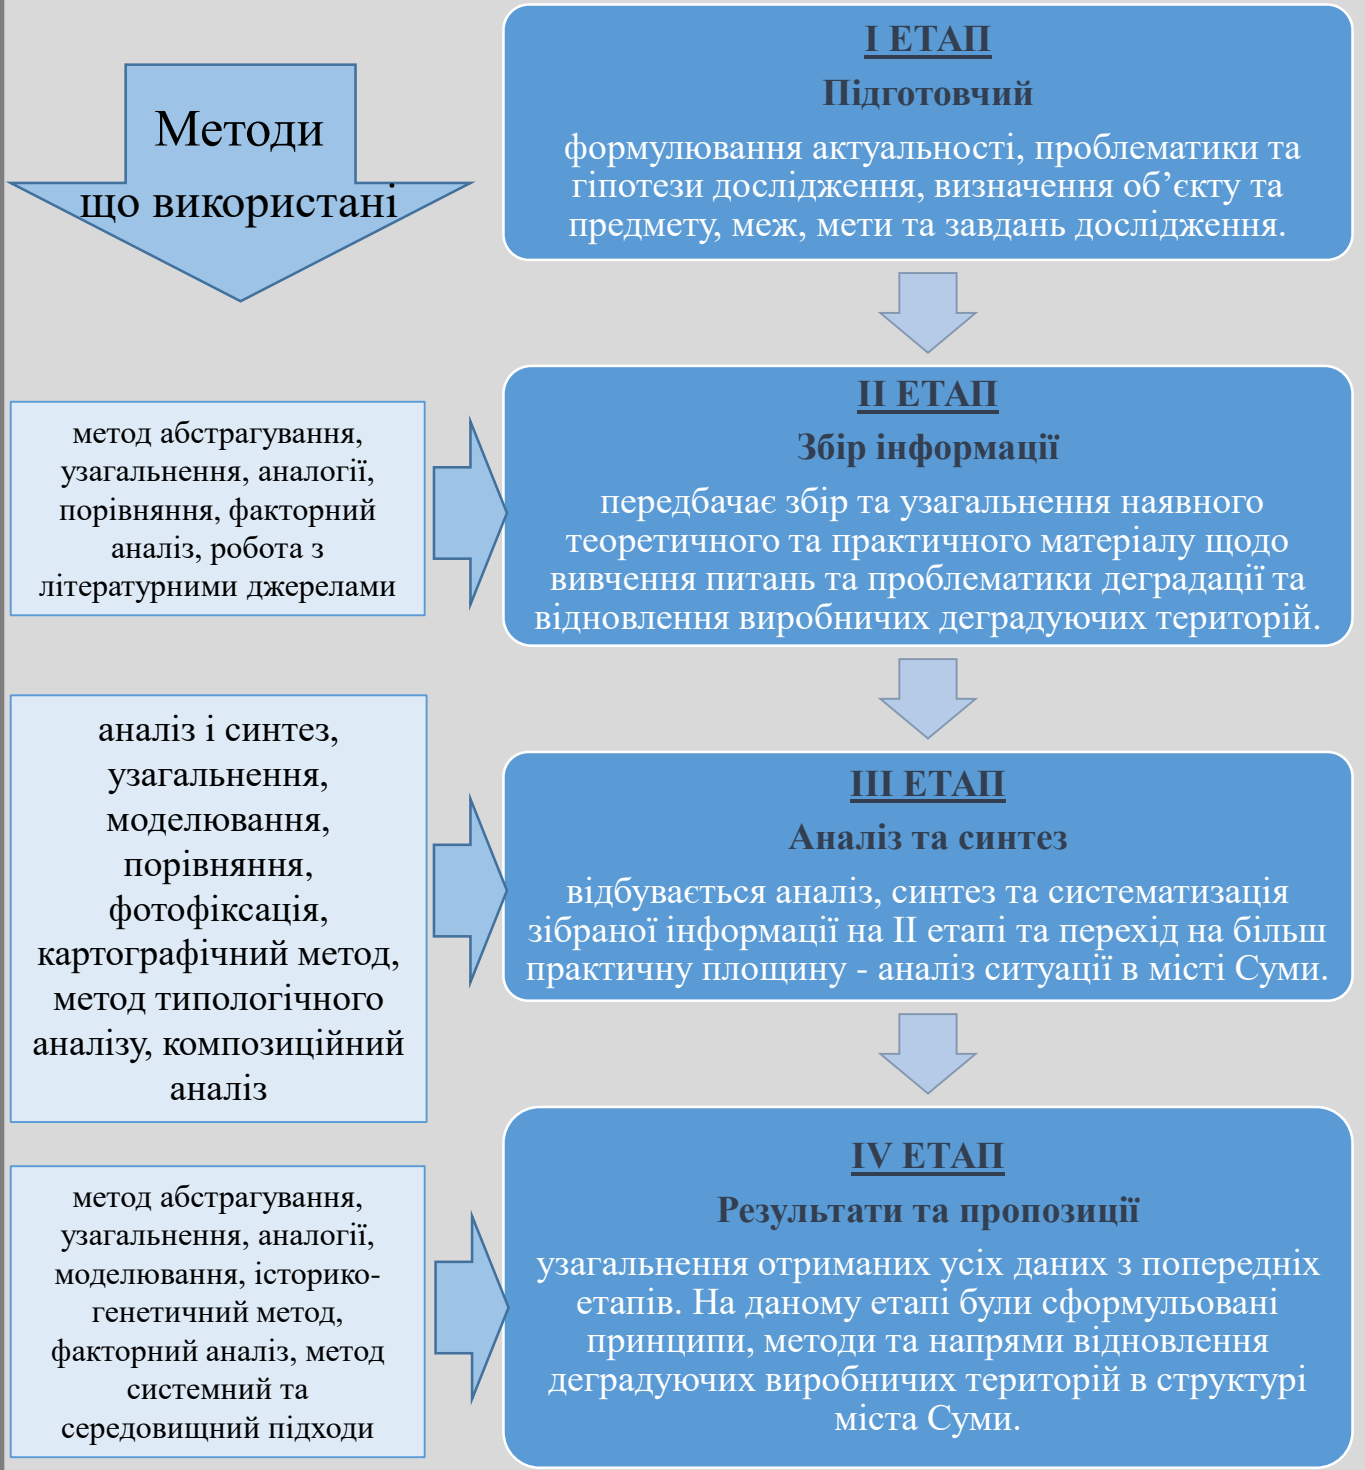 Методи
що використані
І ЕТАП
Підготовчий
формулювання актуальності, проблематики та
гіпотези дослідження, визначення об’єкту та
предмету, меж, мети та завдань дослідження.
метод абстрагування,
узагальнення, аналогії,
порівняння, факторний
аналіз, робота з
літературними джерелами
ІІ ЕТАП
Збір інформації
передбачає збір та узагальнення наявного
теоретичного та практичного матеріалу щодо
вивчення питань та проблематики деградації та
відновлення виробничих деградуючих територій.
аналіз і синтез,
узагальнення,
моделювання,
порівняння,
фотофіксація,
картографічний метод,
метод типологічного
аналізу, композиційний
аналіз
ІІІ ЕТАП
Аналіз та синтез
відбувається аналіз, синтез та систематизація
зібраної інформації на ІІ етапі та перехід на більш
практичну площину - аналіз ситуації в місті Суми.
метод абстрагування,
узагальнення, аналогії,
моделювання, історико-
генетичний метод,
факторний аналіз, метод
системний та
середовищний підходи
IV ЕТАП
Результати та пропозиції
узагальнення отриманих усіх даних з попередніх
етапів. На даному етапі були сформульовані
принципи, методи та напрями відновлення
деградуючих виробничих територій в структурі
міста Суми.